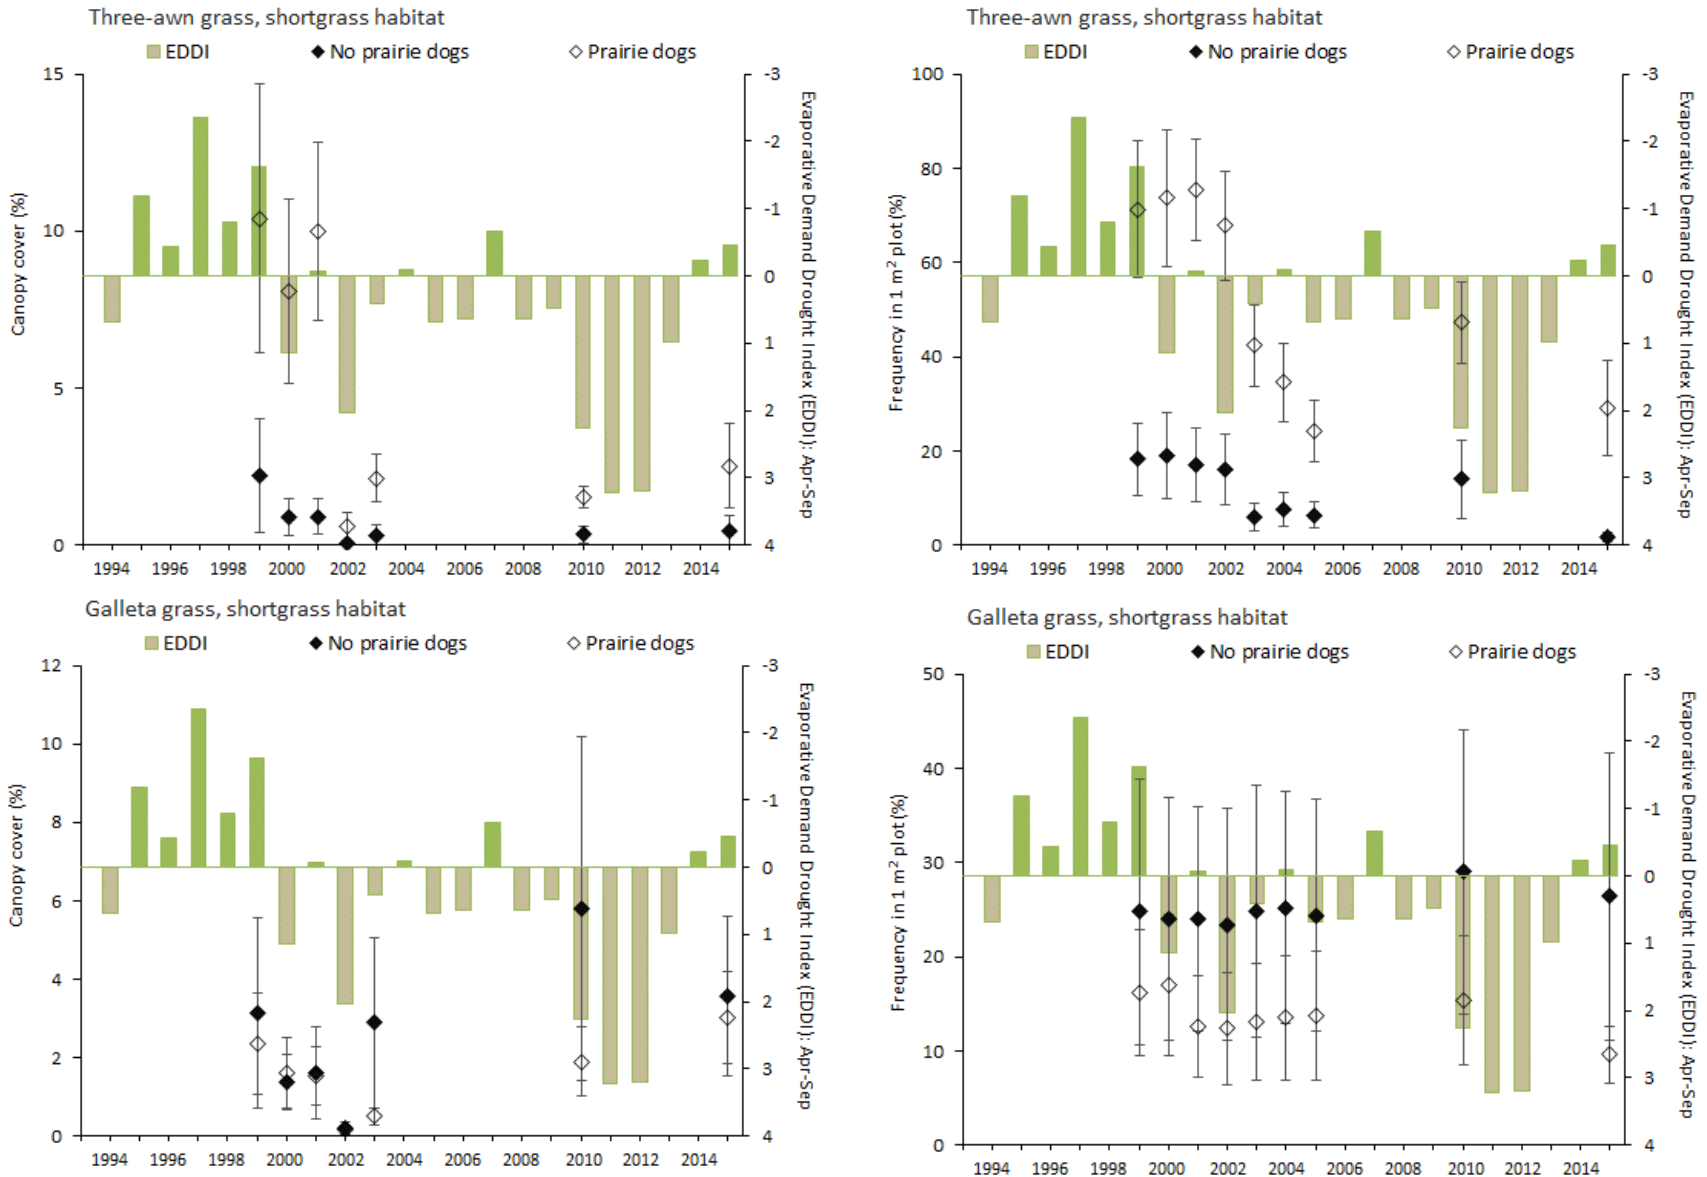 Three-awn grass, shortgrass habitat
EDDI No prairie dogs Prairie dogs
15
10
5
0
Canopy cover (%)
-3
-2
-1
0
1
2
3
4
Evaporative Demand Drought Index (EDDI): Apr-Sep
1994 1996 1998 2000 2002 2004 2006 2008 2010 2012 2014
Three-awn grass, shortgrass habitat
EDDI No prairie dogs Prairie dogs
100
80
60
40
20
0
Frequency in 1 m² plot (%)
-3
-2
-1
0
1
2
3
4
Evaporative Demand Drought Index (EDDI): Apr-Sep
1994 1996 1998 2000 2002 2004 2006 2008 2010 2012 2014
Galleta grass, shortgrass habitat
EDDI No prairie dogs Prairie dogs
12
10
8
6
4
2
0
Canopy cover (%)
-3
-2
-1
0
1
2
3
4
Evaporative Demand Drought Index (EDDI): Apr-Sep
1994 1996 1998 2000 2002 2004 2006 2008 2010 2012 2014
Galleta grass, shortgrass habitat
EDDI No prairie dogs Prairie dogs
50
40
30
20
10
0
Frequency in 1 m² plot (%)
-3
-2
-1
0
1
2
3
4
Evaporative Demand Drought Index (EDDI): Apr-Sep
1994 1996 1998 2000 2002 2004 2006 2008 2010 2012 2014